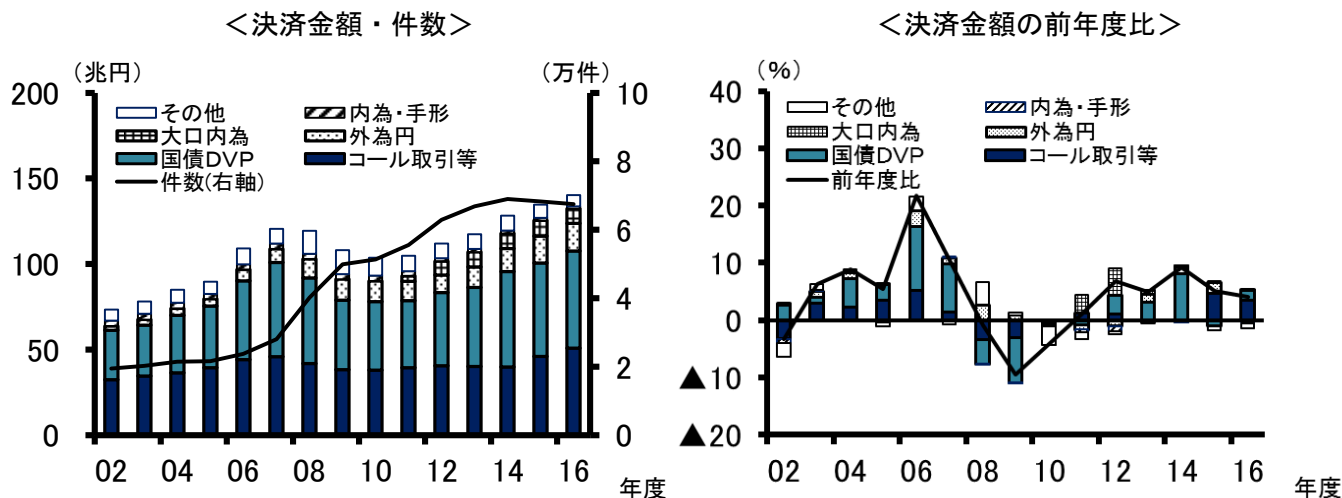 <決済金額・件数>
(兆円)
(万件)
200
150
100
50
0
10
8
6
4
2
0
その他
内為・手形
大口内為
外為円
国債DVP
コール取引等
件数(右軸)
02 04 06 08 10 12 14 16
年度
<決済金額の前年度比>
(%)
40
30
20
10
0
▲ 10
▲ 20
その他
内為・手形
大口内為
外為円
国債DVP
コール取引等
前年度比
02 04 06 08 10 12 14 16
年度